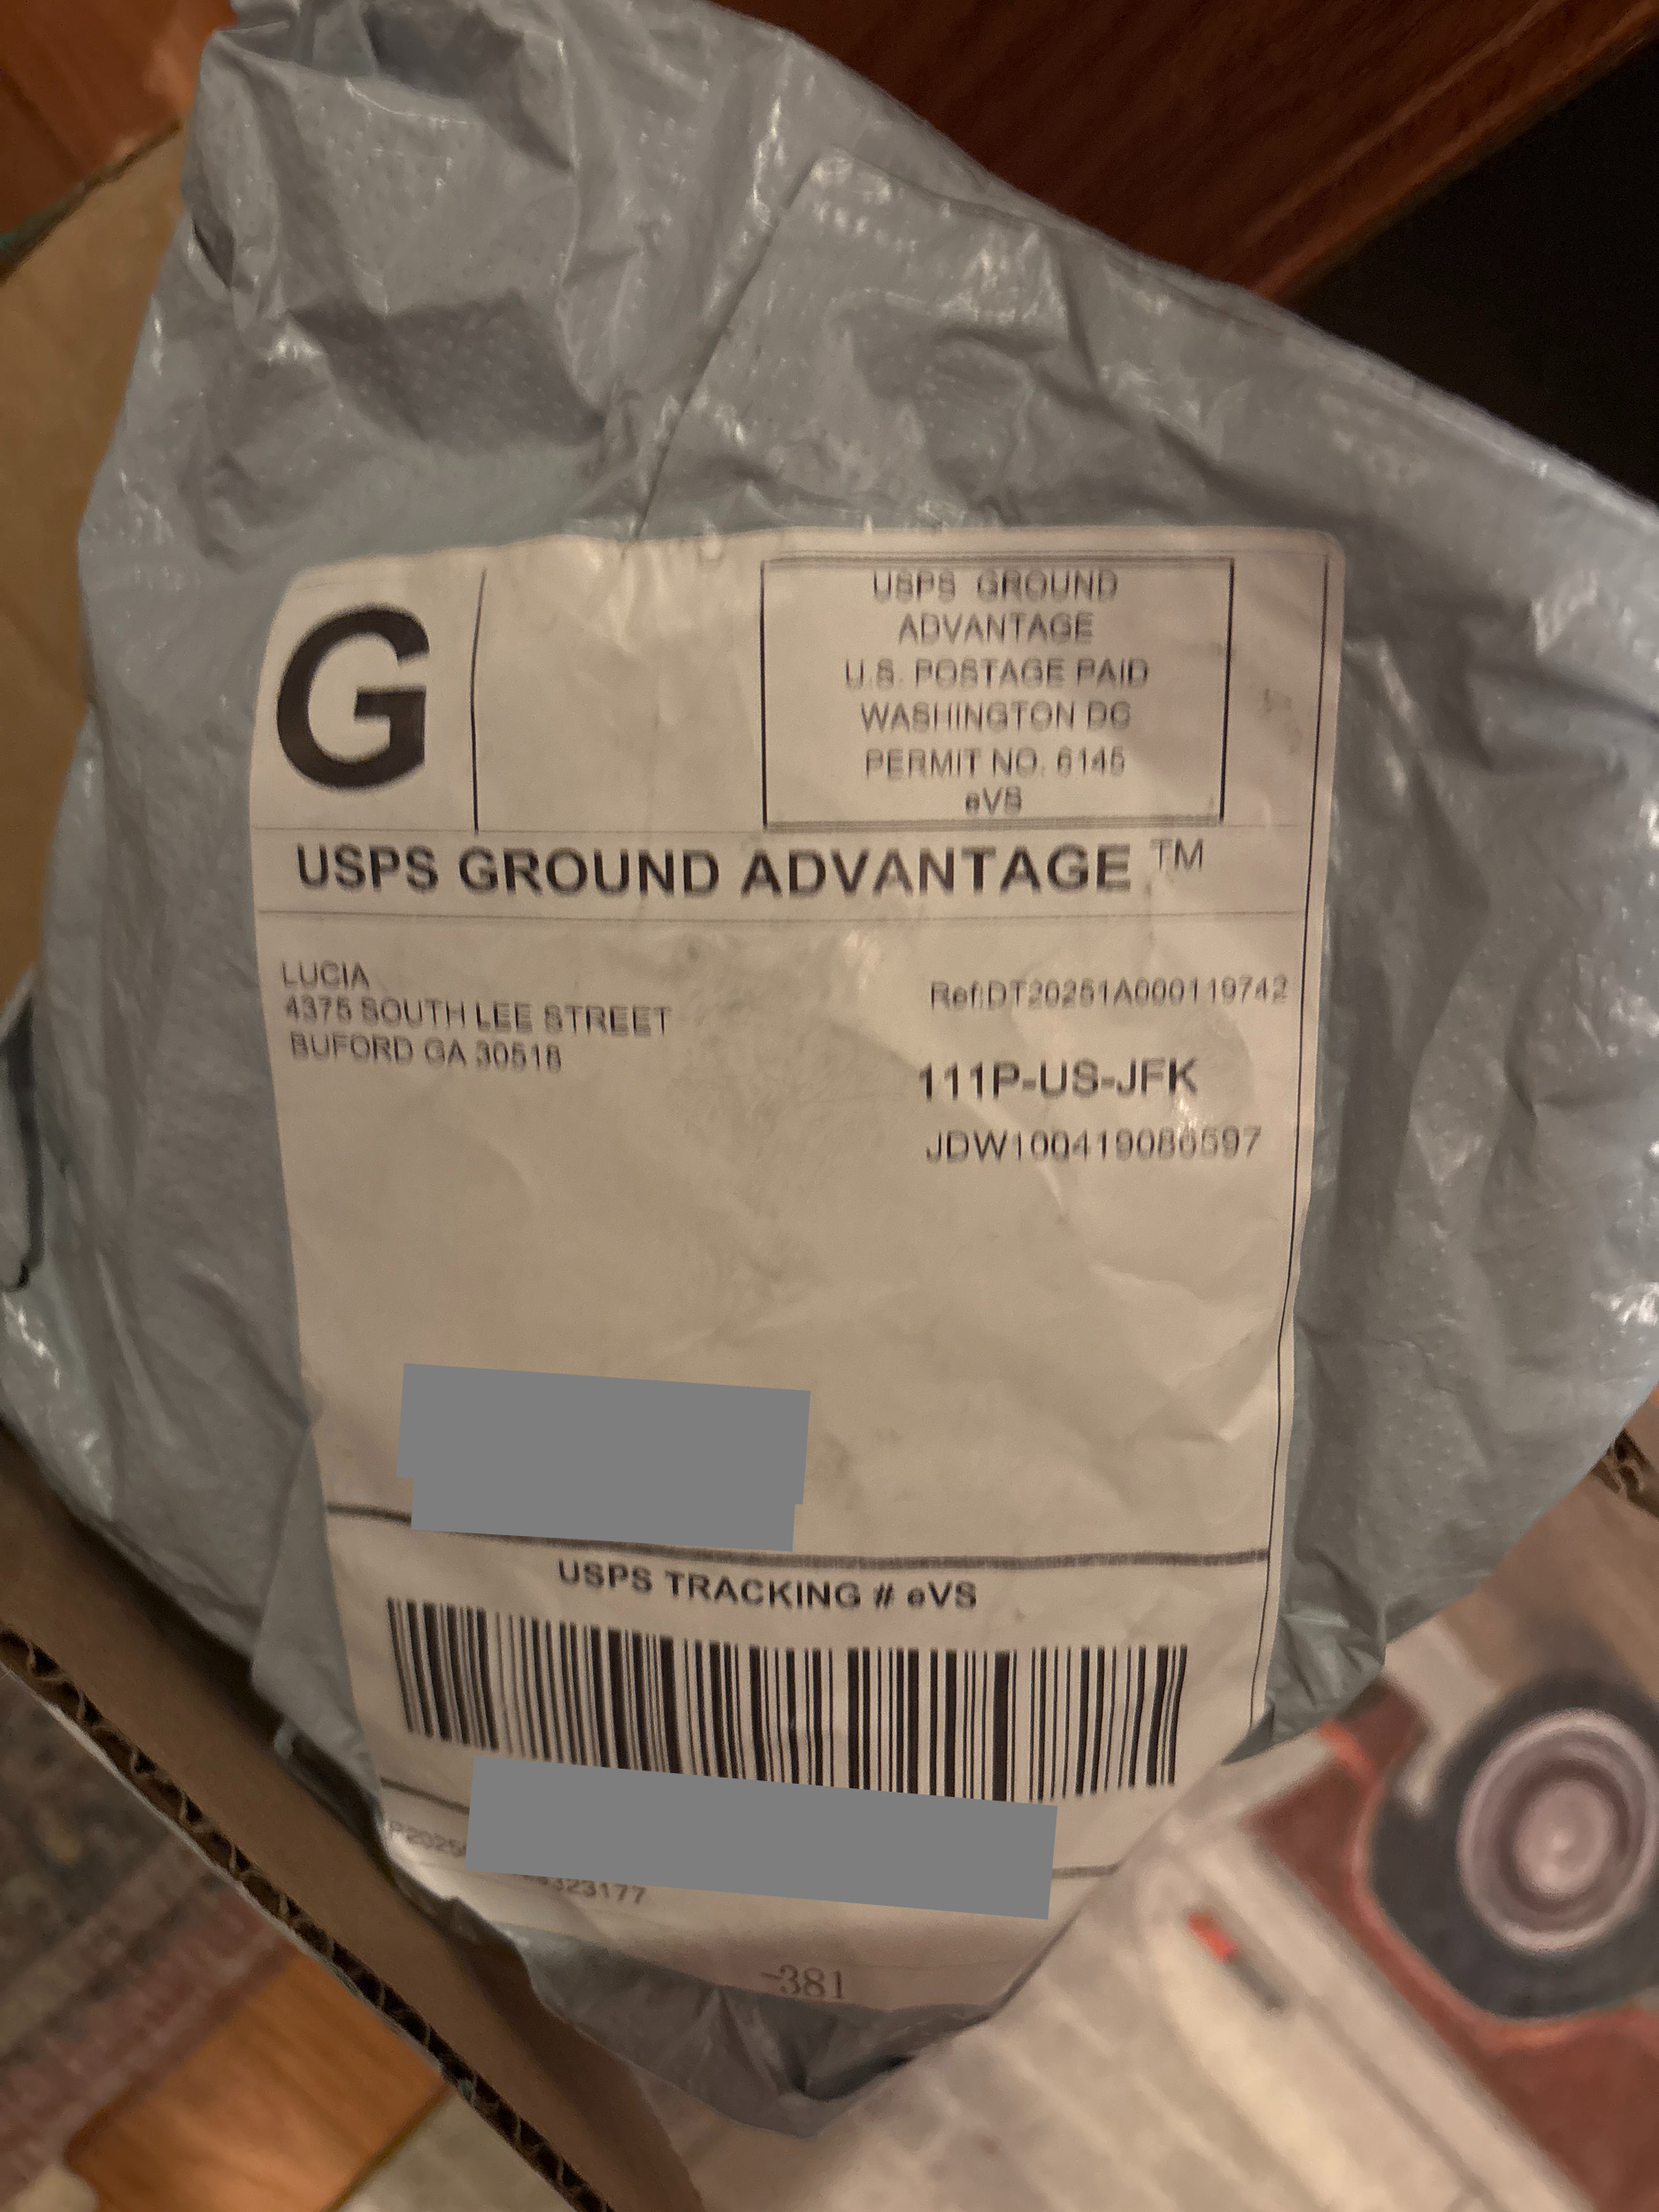 G
USPS GROUND
ADVANTAGE
U.S. POSTAGE PAID
WASHINGTON DC
PERMIT NO. 6145
eVS
USPS GROUND ADVANTAGE TM
LUCIA
4375 SOUTH LEE STREET
BUFORD GA 30518
Ref:DT20251A000119742
111P-US-JFK
JDW100419086597
USPS TRACKING # eVS
-381